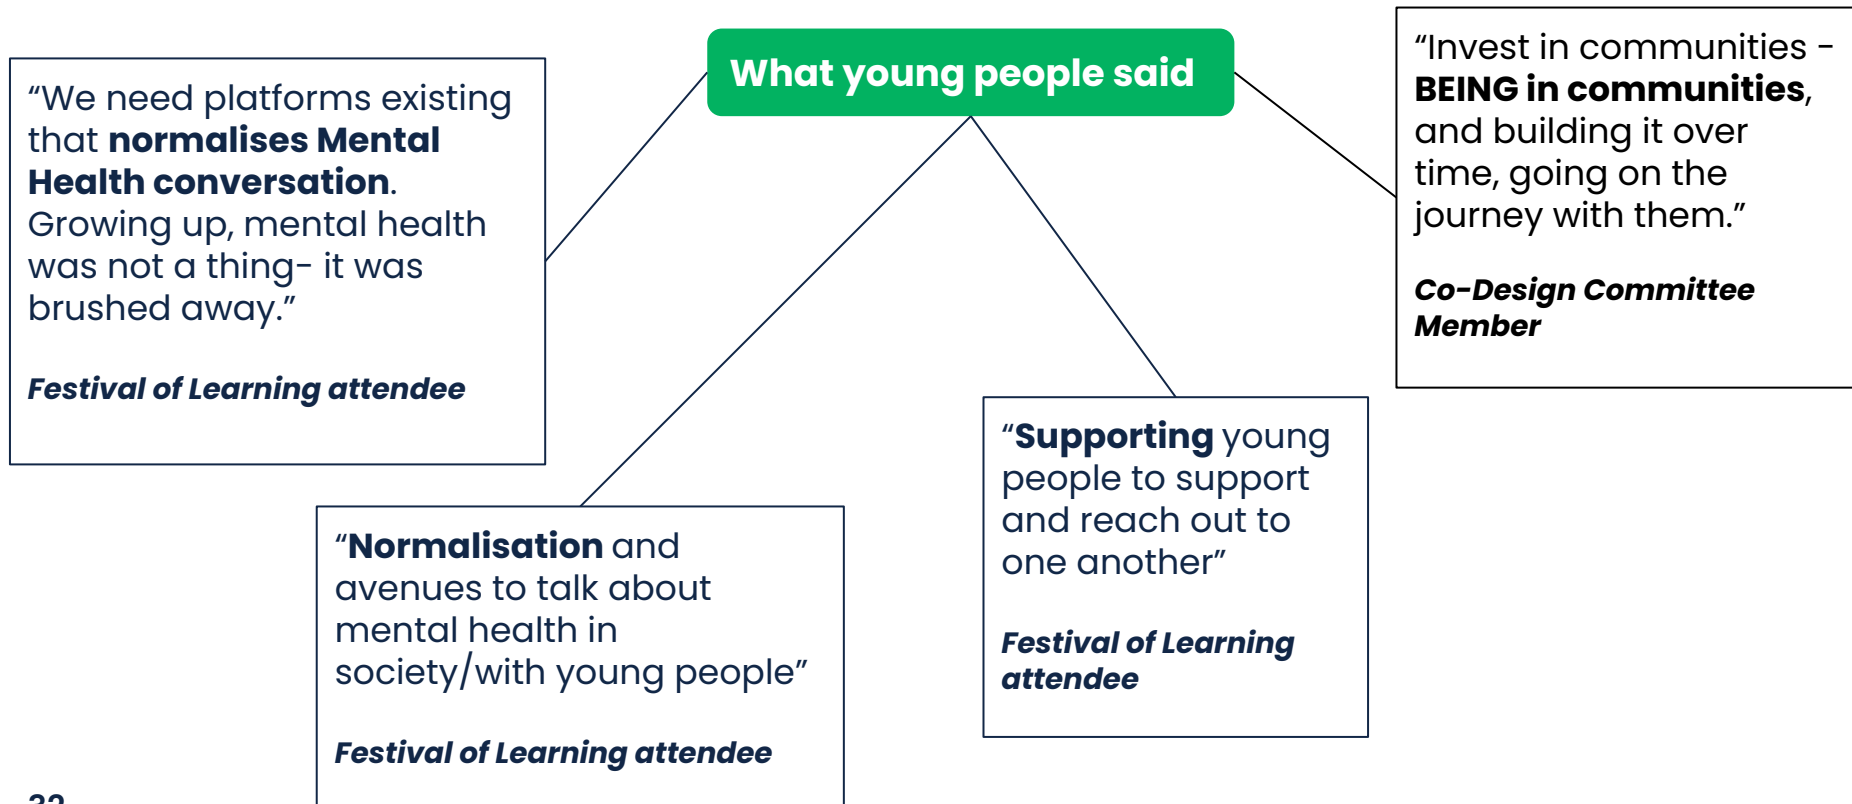 What young people said
“We need platforms existing
that normalises Mental
Health conversation.
Growing up, mental health
was not a thing- it was
brushed away.”
Festival of Learning attendee
“Normalisation and
avenues to talk about
mental health in
society/with young people”
Festival of Learning attendee
“Supporting young
people to support
and reach out to
one another”
Festival of Learning
attendee
“Invest in communities -
BEING in communities,
and building it over
time, going on the
journey with them.”
Co-Design Committee
Member
32